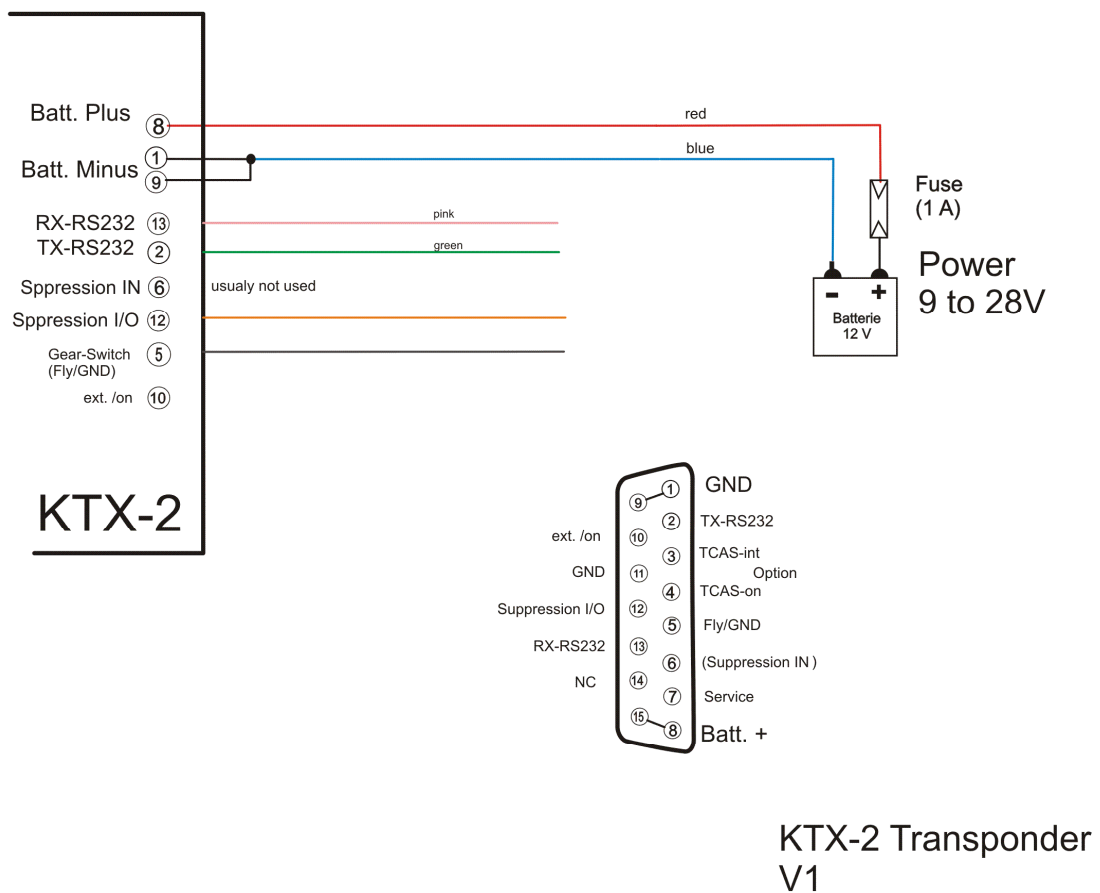 Batt. Plus 8
red
Batt. Minus 1
9
blue
Fuse
(1 A)
RX-RS232 13
pink
TX-RS232 2
green
Power
9 to 28V
Sppression IN 6 usualy not used
- +
Batterie
12 V
Sppression I/O 12
Gear-Switch
(Fly/GND) 5
ext. /on 10
KTX-2
1 GND
9
2 TX-RS232
ext. /on 10
3 TCAS-int
GND 11
Option
4 TCAS-on
Suppression I/O 12
5 Fly/GND
RX-RS232 13
6 (Suppression IN )
NC 14
7 Service
15
8 Batt. +
KTX-2 Transponder
V1